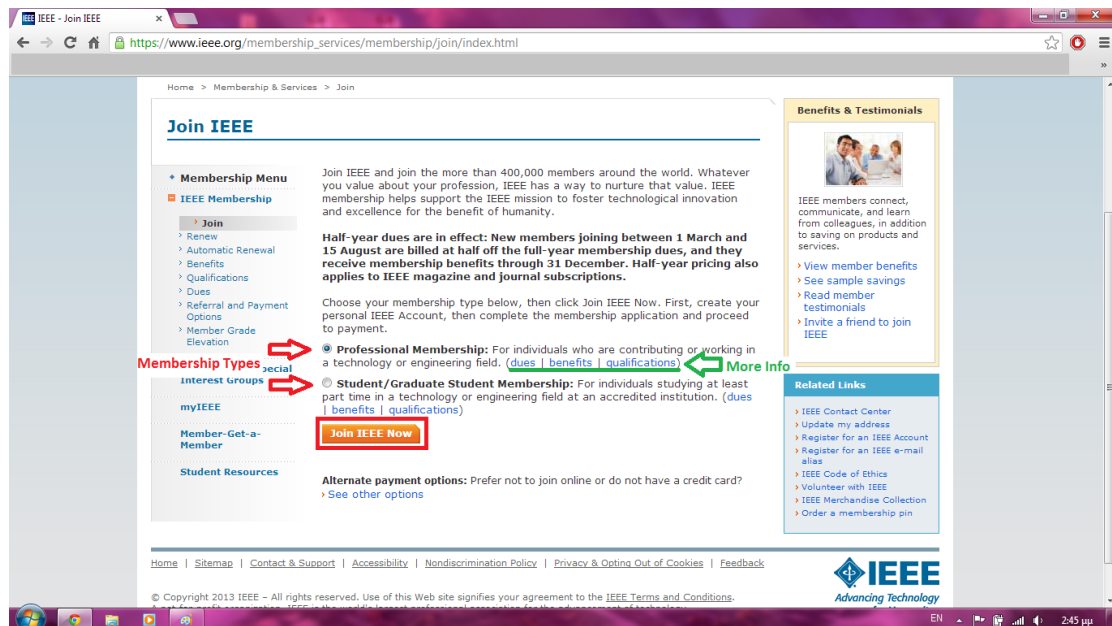 IEEE - Join IEEE
https://www.ieee.org/membership_services/membership/join/index.html
Home > Membership & Services > Join
Join IEEE
Membership Menu
IEEE Membership
Join
Renew
Automatic Renewal
Benefits
Qualifications
Dues
Referral and Payment
Options
Member Grade
Elevation
Membership Types
Interest Groups
myIEEE
Member-Get-a-
Member
Student Resources
Join IEEE and join the more than 400,000 members around the world. Whatever
you value about your profession, IEEE has a way to nurture that value. IEEE
membership helps support the IEEE mission to foster technological innovation
and excellence for the benefit of humanity.
Half-year dues are in effect: New members joining between 1 March and
15 August are billed at half off the full-year membership dues, and they
receive membership benefits through 31 December. Half-year pricing also
applies to IEEE magazine and journal subscriptions.
Choose your membership type below, then click Join IEEE Now. First, create your
personal IEEE Account, then complete the membership application and proceed
to payment.
Professional Membership: For individuals who are contributing or working in
a technology or engineering field. (dues | benefits | qualifications)
More Info
Student/Graduate Student Membership: For individuals studying at least
part time in a technology or engineering field at an accredited institution. (dues
| benefits | qualifications)
Join IEEE Now
Alternate payment options: Prefer not to join online or do not have a credit card?
See other options
Benefits & Testimonials
IEEE members connect,
communicate, and learn
from colleagues, in addition
to saving on products and
services.
View member benefits
See sample savings
Read member
testimonials
Invite a friend to join
IEEE
Related Links
IEEE Contact Center
Update my address
Register for an IEEE Account
Register for an IEEE e-mail
alias
IEEE Code of Ethics
Volunteer with IEEE
IEEE Merchandise Collection
Order a membership pin
Home | Sitemap | Contact & Support | Accessibility | Nondiscrimination Policy | Privacy & Opting Out of Cookies | Feedback
IEEE
Advancing Technology
© Copyright 2013 IEEE – All rights reserved. Use of this Web site signifies your agreement to the IEEE Terms and Conditions.
EN
2:45 μμ